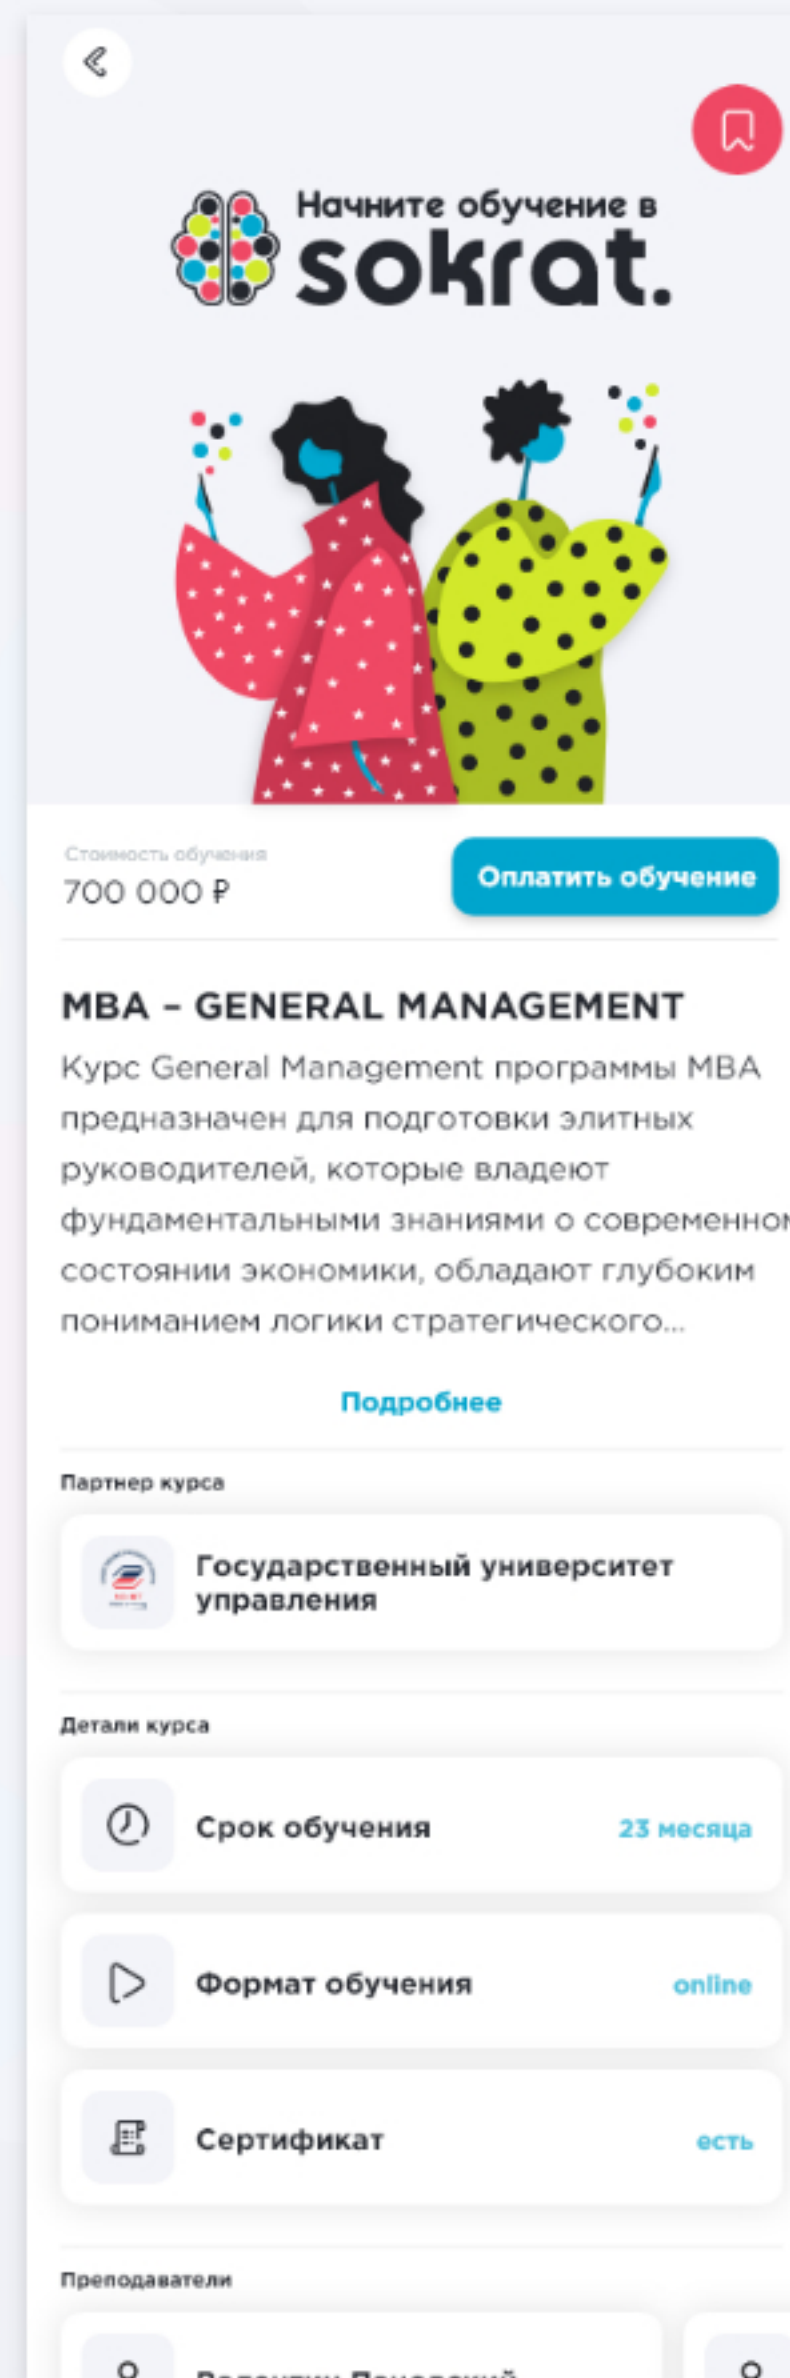 Начните обучение в
sokrat.
Стоимость обучения
700 000 ₽
Оплатить обучение
MBA – GENERAL MANAGEMENT
Курс General Management программы MBA
предназначен для подготовки элитных
руководителей, которые владеют
фундаментальными знаниями о современном
состоянии экономики, обладают глубоким
пониманием логики стратегического...
Подробнее
Партнер курса
Государственный университет
управления
Детали курса
Срок обучения
23 месяца
Формат обучения
online
Сертификат
есть
Преподаватели